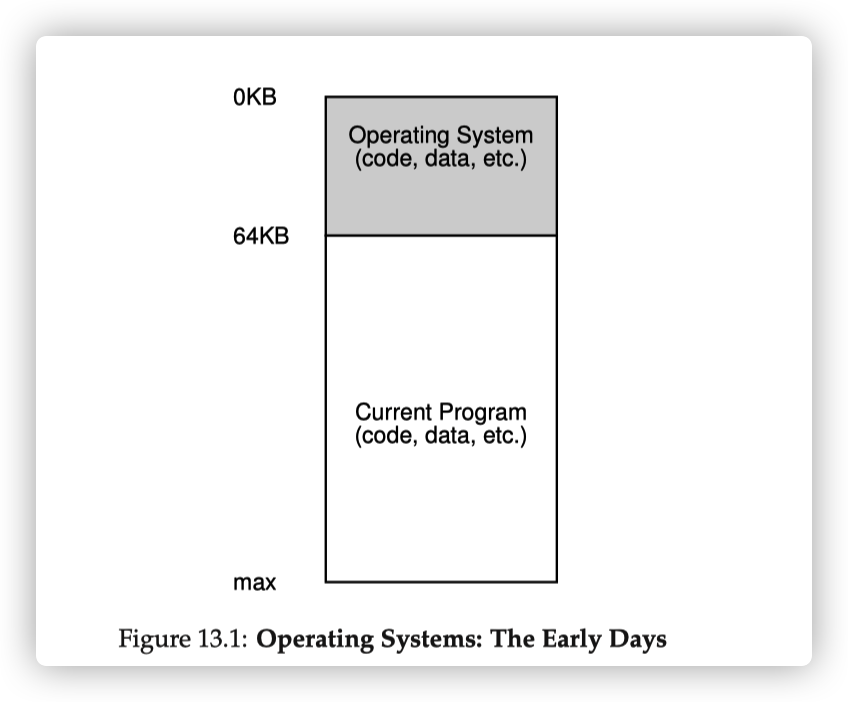 0KB
Operating System
(code, data, etc.)
64KB
Current Program
(code, data, etc.)
max
Figure 13.1: Operating Systems: The Early Days